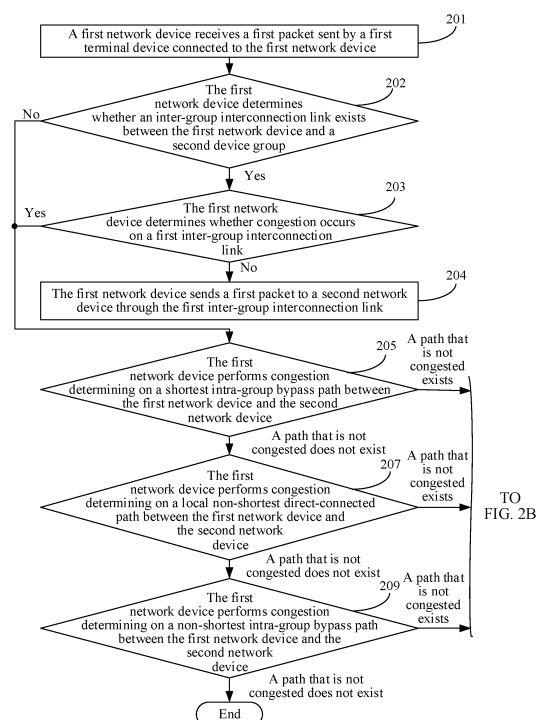 201
A first network device receives a first packet sent by a first
terminal device connected to the first network device
202
The first
network device determines
whether an inter-group interconnection link exists
between the first network device and a
second device group
No
Yes
203
The first network
device determines whether congestion occurs
on a first inter-group interconnection
link
Yes
No
204
The first network device sends a first packet to a second network
device through the first inter-group interconnection link
205
The first
network device performs congestion
determining on a shortest intra-group bypass path between
the first network device and the second
network device
A path that
is not
congested
exists
A path that is not
congested does not exist
207
The first
network device performs congestion
determining on a local non-shortest direct-connected
path between the first network device and
the second network
device
A path that
is not
congested
exists
TO
FIG. 2B
A path that is not
congested does not exist
209
The first
network device performs congestion
determining on a non-shortest intra-group bypass path
between the first network device and the
second network
device
A path that
is not
congested
exists
A path that is not
congested does not exist
End